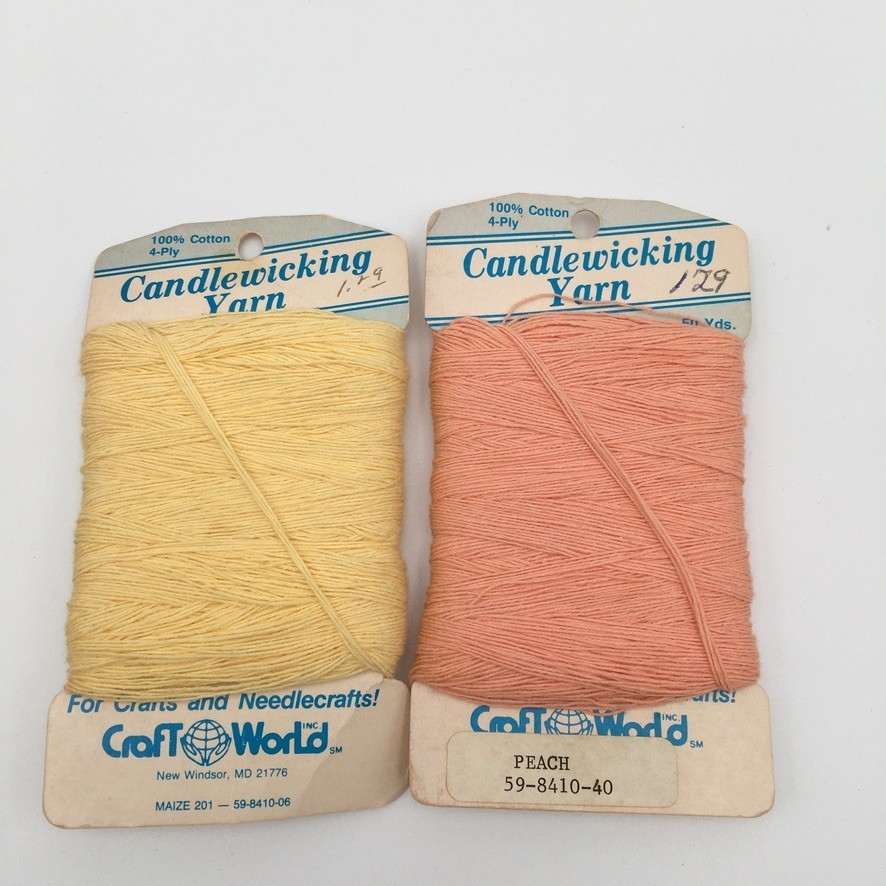 100% Cotton
4-Ply
Candlewicking
Yarn
1.29
For Crafts and Needlecrafts!
CrafT World INC. SM
New Windsor, MD 21776
MAIZE 201 — 59-8410-06
100% Cotton
4-Ply
Candlewicking
Yarn
129
50 Yds.
CrafT World INC. SM
PEACH
59-8410-40